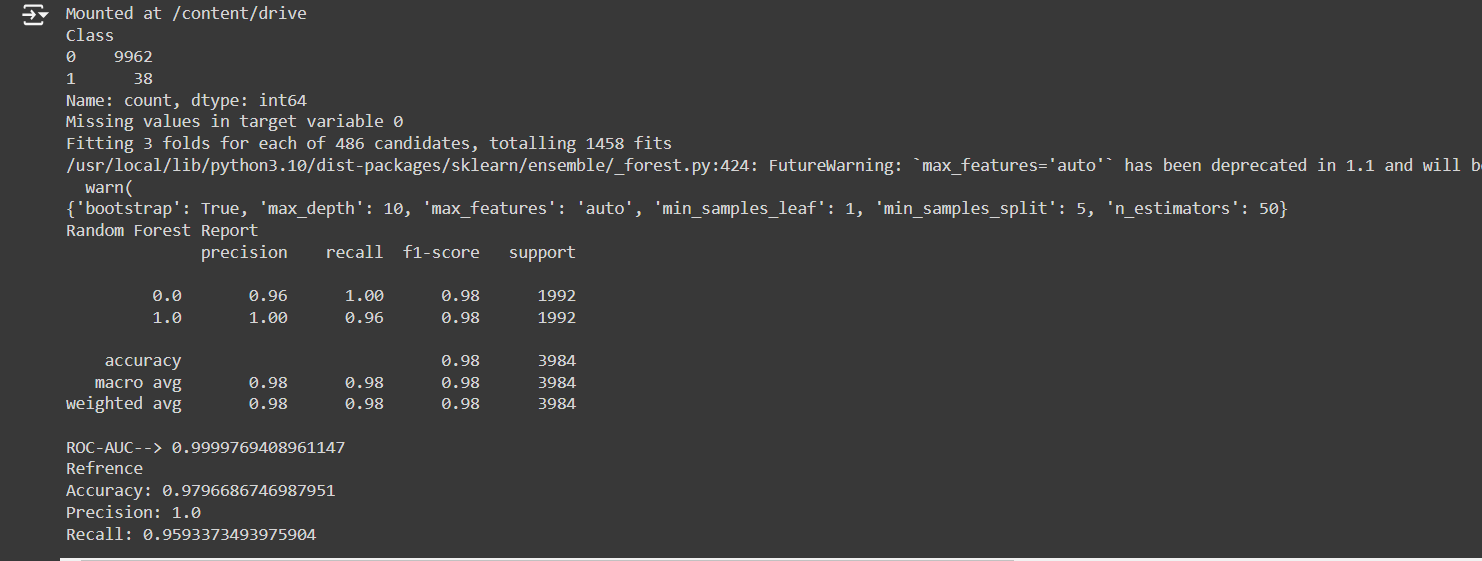 Mounted at /content/drive
Class
0    9962
1      38
Name: count, dtype: int64
Missing values in target variable 0
Fitting 3 folds for each of 486 candidates, totalling 1458 fits
/usr/local/lib/python3.10/dist-packages/sklearn/ensemble/_forest.py:424: FutureWarning: `max_features='auto'` has been deprecated in 1.1 and will
  warn(
{'bootstrap': True, 'max_depth': 10, 'max_features': 'auto', 'min_samples_leaf': 1, 'min_samples_split': 5, 'n_estimators': 50}
Random Forest Report
              precision    recall  f1-score   support

         0.0       0.96      1.00      0.98      1992
         1.0       1.00      0.96      0.98      1992

    accuracy                           0.98      3984
   macro avg       0.98      0.98      0.98      3984
weighted avg       0.98      0.98      0.98      3984

ROC-AUC--> 0.9999769408961147
Refrence
Accuracy: 0.9796686746987951
Precision: 1.0
Recall: 0.9593373493975904